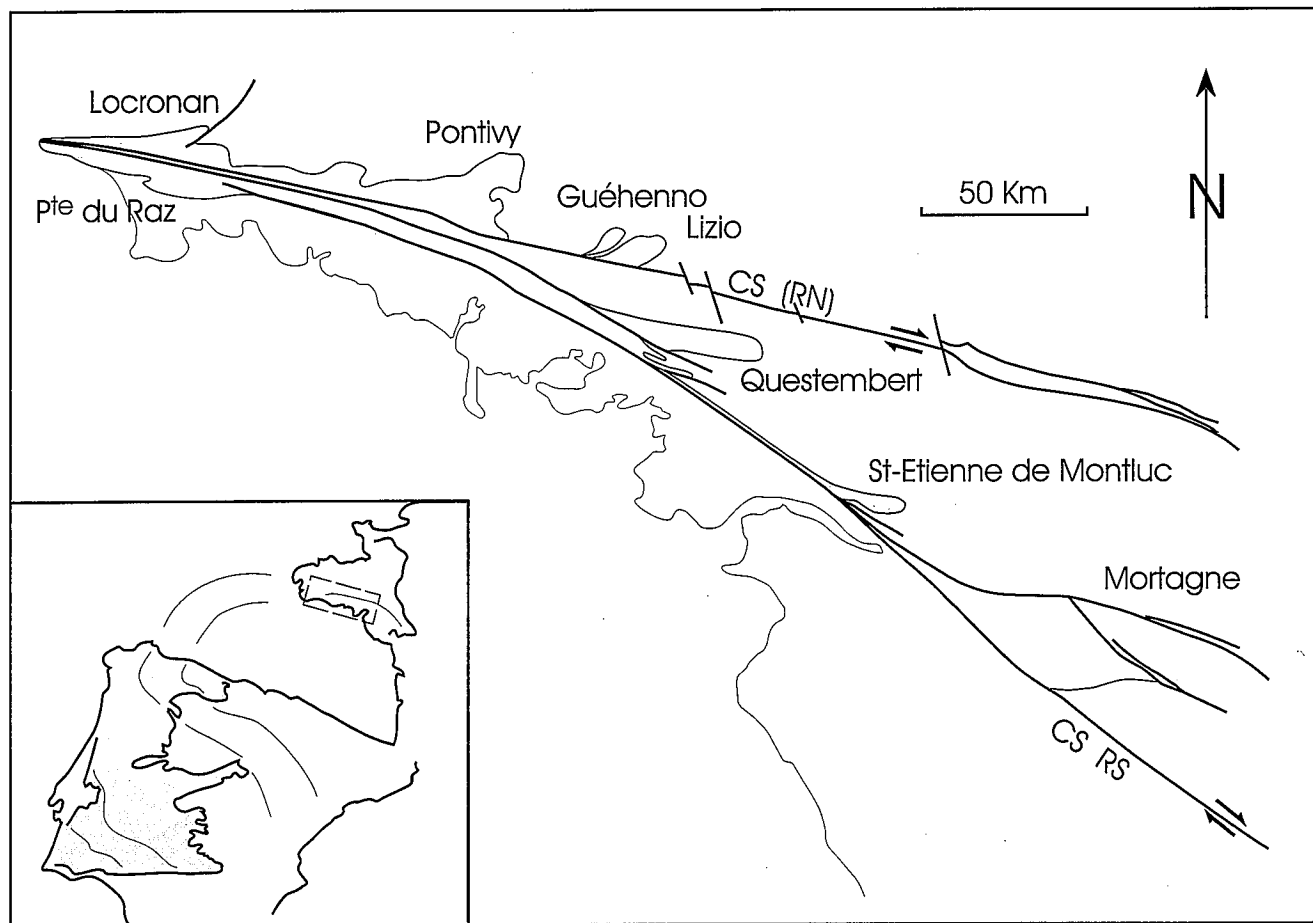 Locronan
Pontivy
Pte du Raz
Guéhenno
Lizio
50 Km
N
CS (RN)
Questembert
St-Etienne de Montluc
Mortagne
CS RS